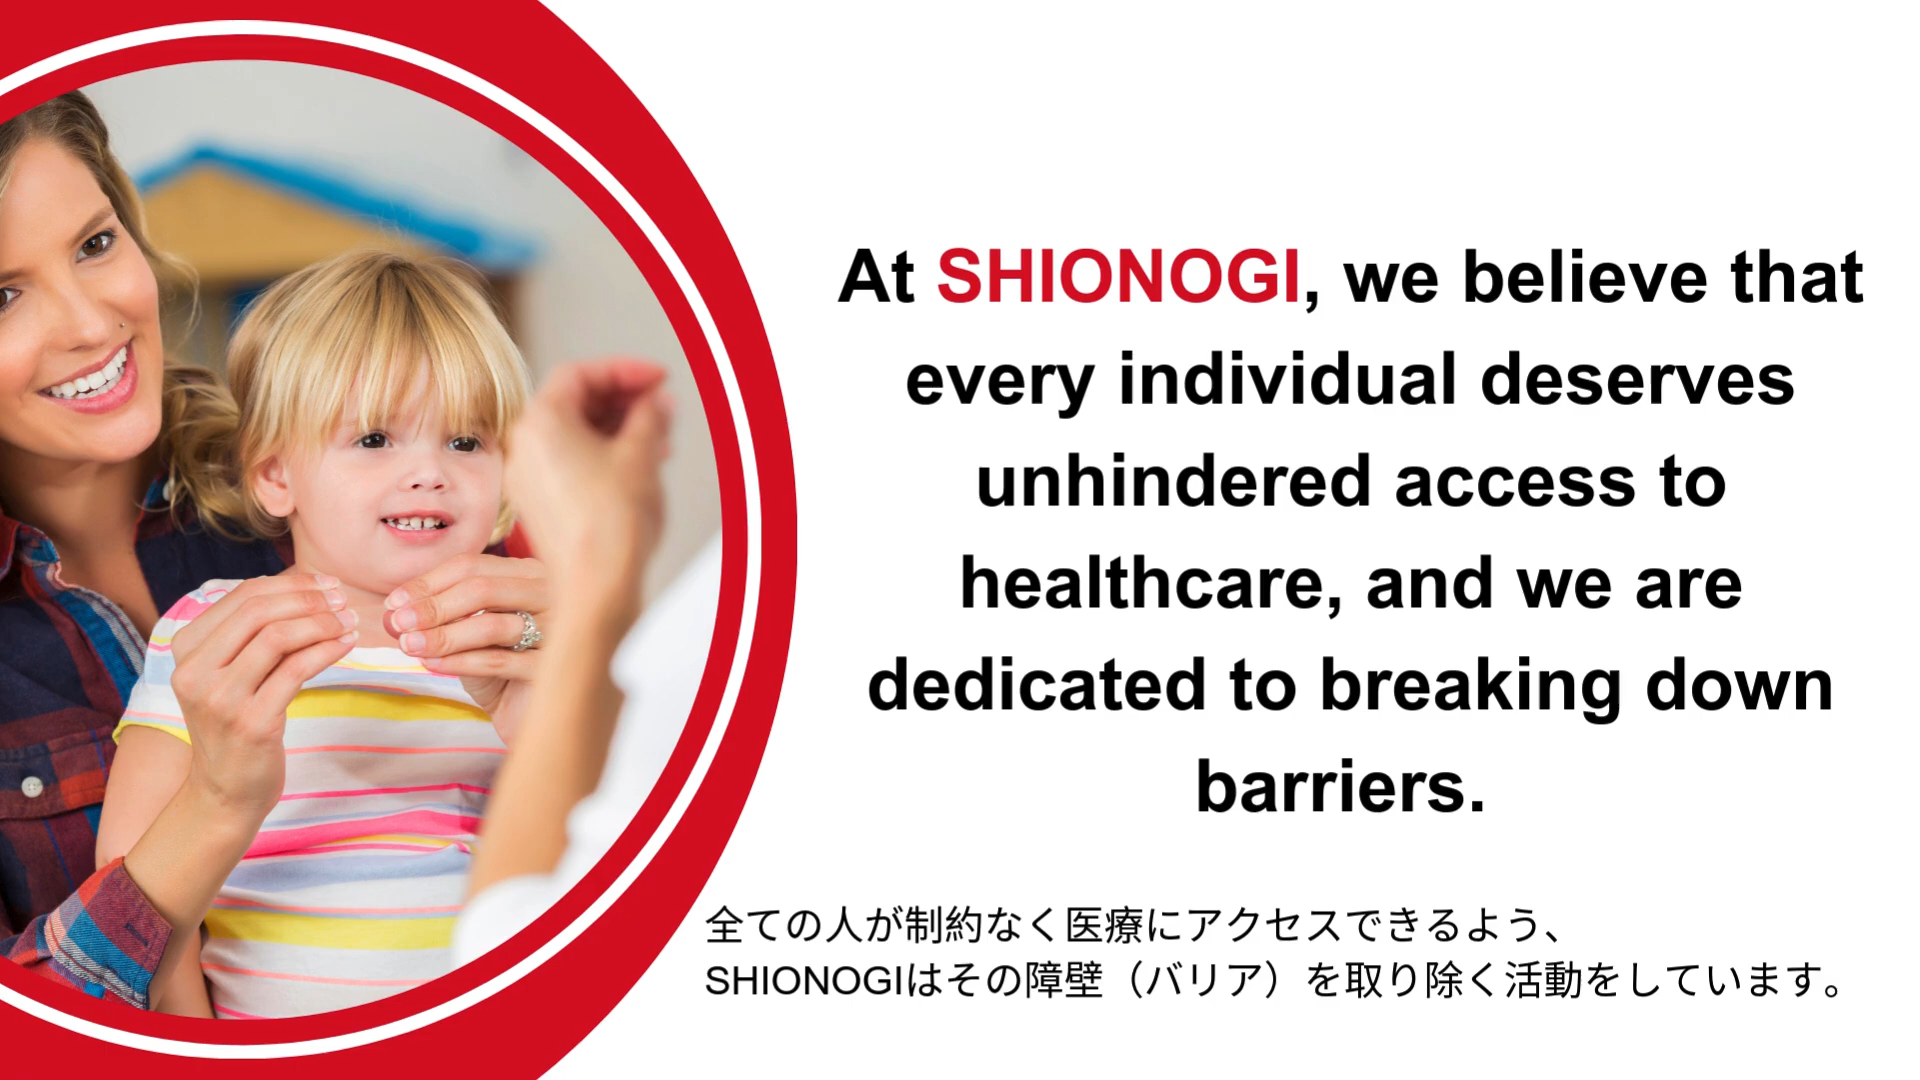 At SHIONOGI, we believe that
every individual deserves
unhindered access to
healthcare, and we are
dedicated to breaking down
barriers.
全ての人が制約なく医療にアクセスできるよう、
SHIONOGIはその障壁（バリア）を取り除く活動をしています。